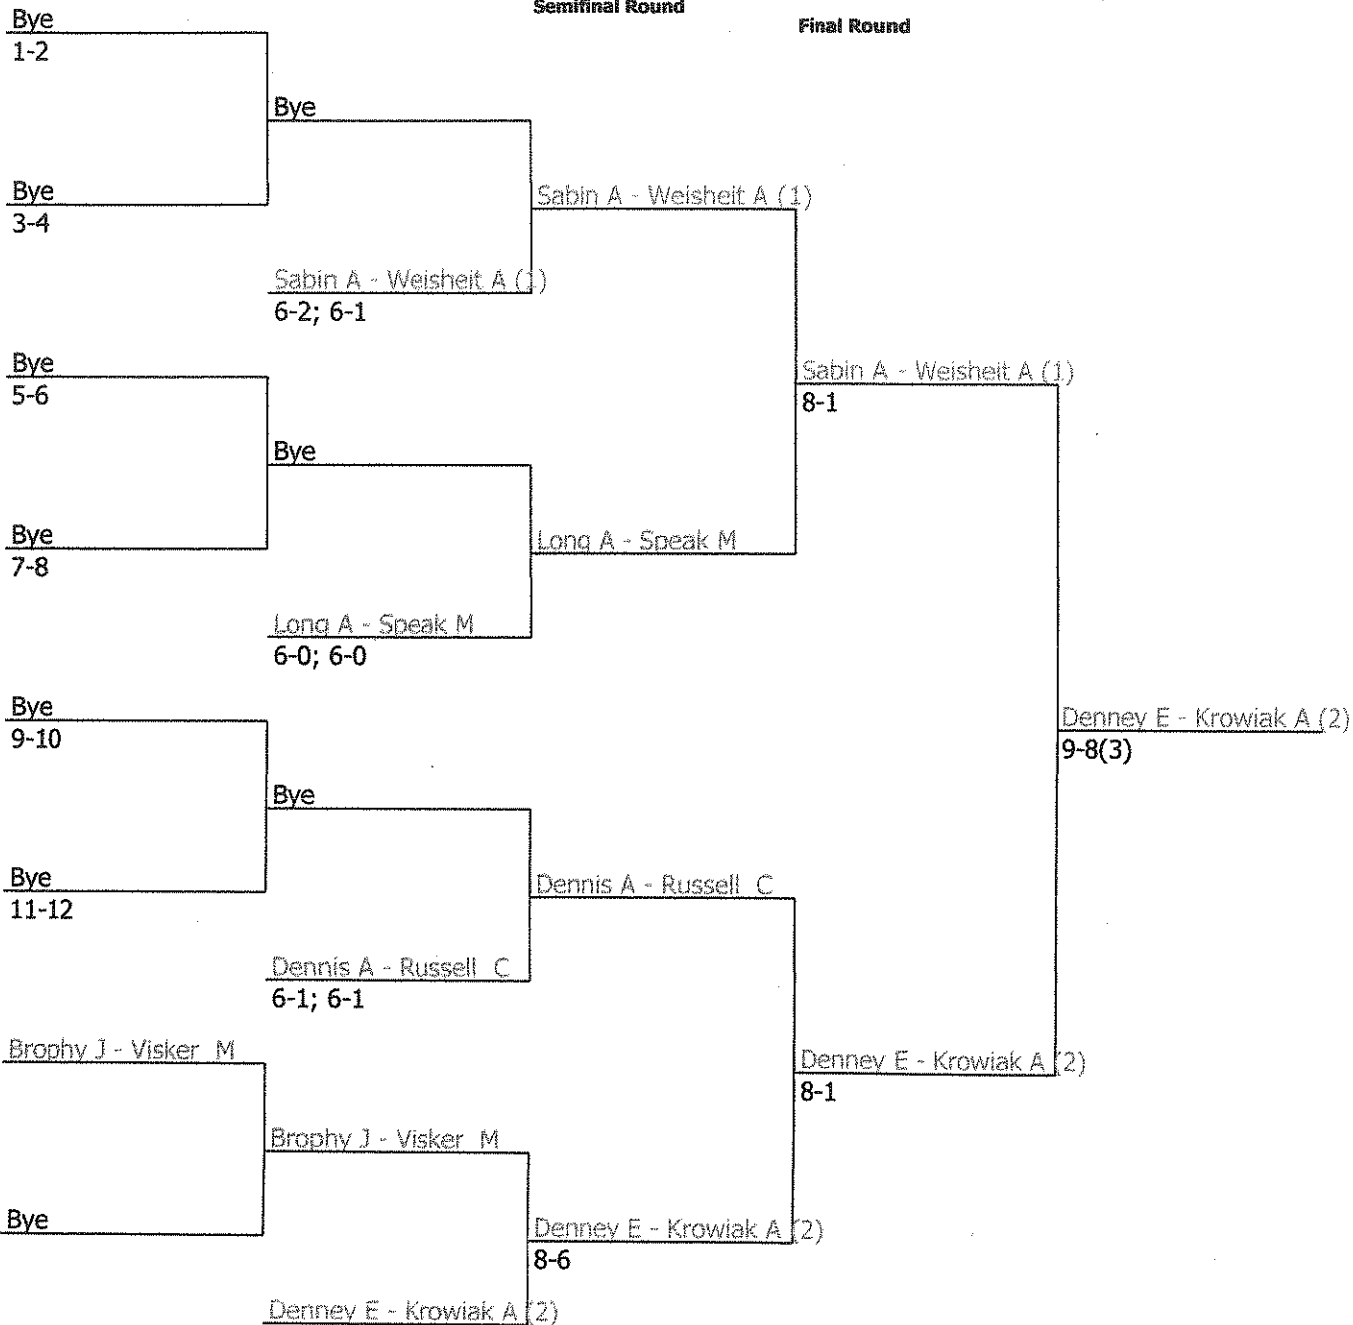 Semifinal Round
Final Round
Bye
1-2
Bye
Bye
3-4
Sabin A - Weisheit A (1)
Sabin A - Weisheit A (1)
6-2; 6-1
Bye
5-6
Sabin A - Weisheit A (1)
8-1
Bye
Bye
7-8
Long A - Speak M
Long A - Speak M
6-0; 6-0
Bye
9-10
Denney E - Krowiak A (2)
9-8(3)
Bye
Bye
11-12
Dennis A - Russell C
Dennis A - Russell C
6-1; 6-1
Brophy J - Visker M
Denney E - Krowiak A (2)
8-1
Brophy J - Visker M
Bye
Denney E - Krowiak A (2)
8-6
Denney E - Krowiak A (2)